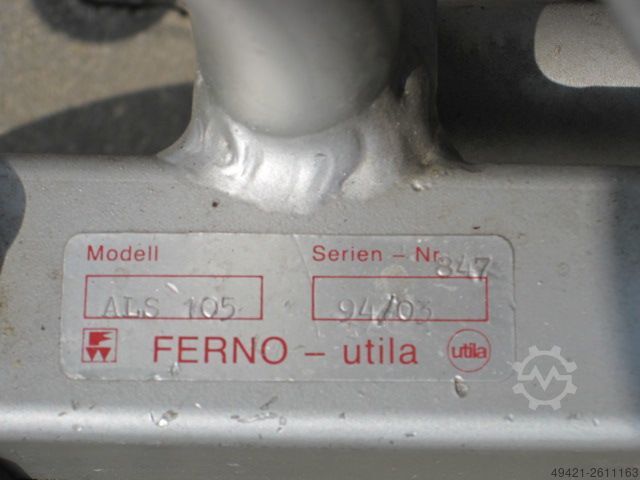 Modell Serien – Nr.
847
ALS 105 94/03
FERNO – utila utila
49421-2611163